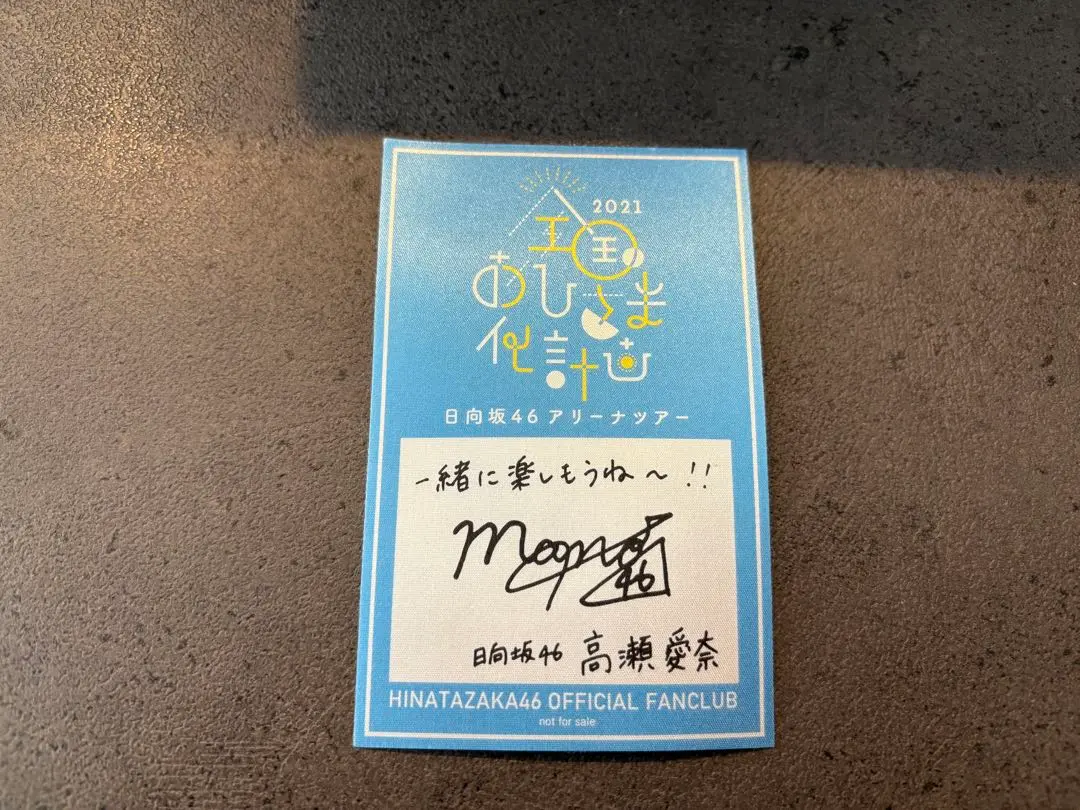 2021
全国の
おひさま
化計画
日向坂46 アリーナツアー
一緒に楽しもうね〜!!
日向坂46 高瀬愛奈
HINATAZAKA46 OFFICIAL FANCLUB
not for sale